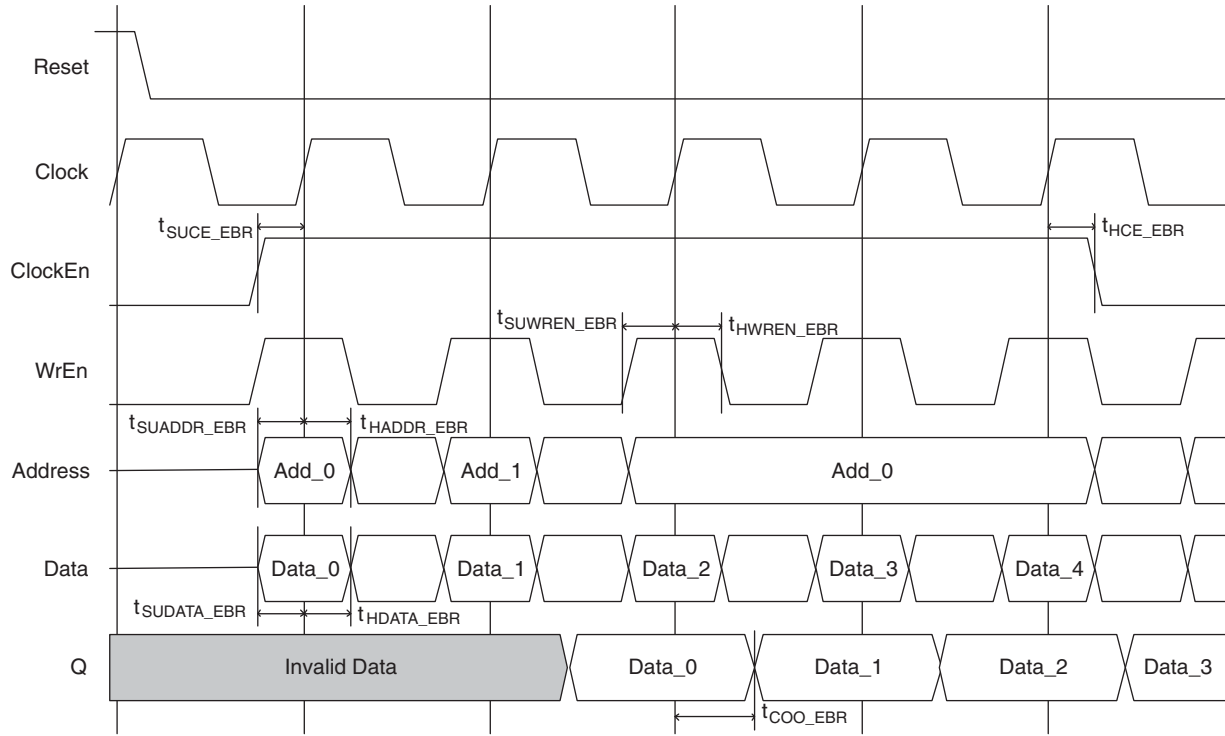 Reset
Clock
tSUCE_EBR
tHCE_EBR
ClockEn
tSUWREN_EBR
tHWREN_EBR
WrEn
tSUADDR_EBR
tHADDR_EBR
Address
Add_0
Add_1
Add_0
Data
Data_0
Data_1
Data_2
Data_3
Data_4
tSUDATA_EBR
tHDATA_EBR
Q
Invalid Data
Data_0
Data_1
Data_2
Data_3
tCOO_EBR